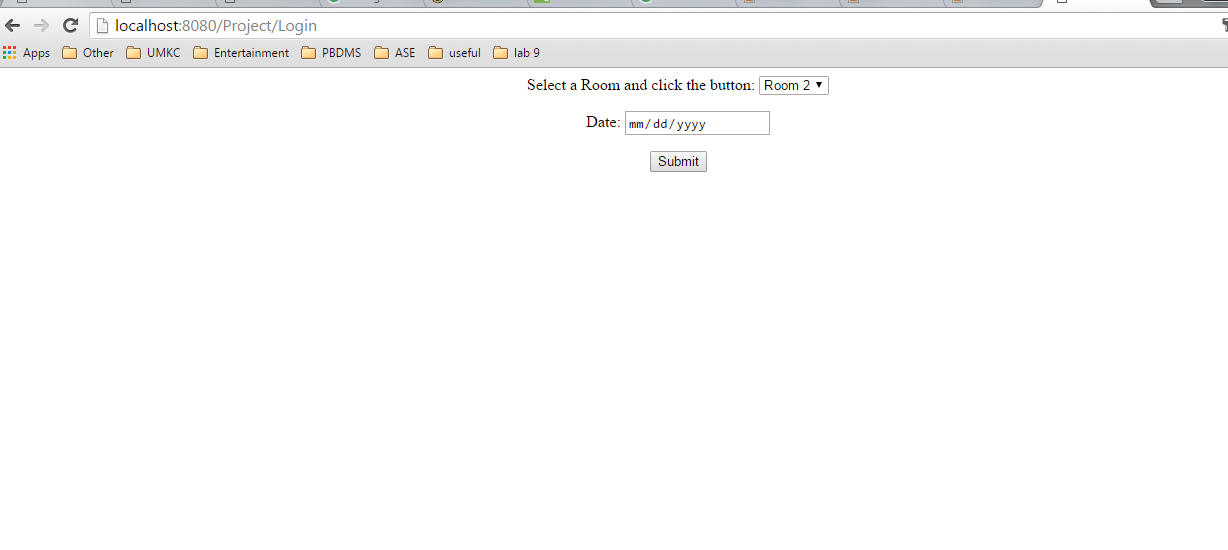 localhost:8080/Project/Login
Apps Other UMKC Entertainment PBDMS ASE useful lab 9
Select a Room and click the button: Room 2
Date: mm/dd/yyyy
Submit